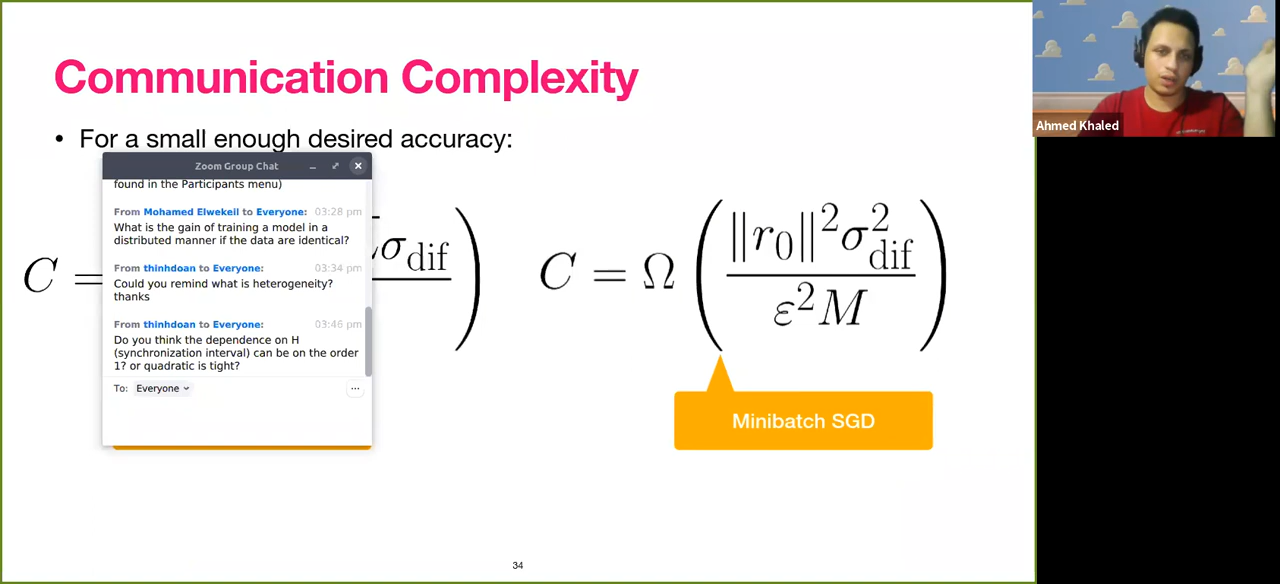 Communication Complexity
• For a small enough desired accuracy:
Zoom Group Chat
found in the Participants menu)
From Mohamed Elwekeil to Everyone: 03:28 pm
What is the gain of training a model in a
distributed manner if the data are identical?
From thinhdoan to Everyone: 03:34 pm
Could you remind what is heterogeneity?
thanks
From thinhdoan to Everyone: 03:46 pm
Do you think the dependence on H
(synchronization interval) can be on the order
1? or quadratic is tight?
To: Everyone
C =
σ_dif )
C = Ω ( ‖r₀‖² σ²_dif / ε² M )
Minibatch SGD
34
Ahmed Khaled